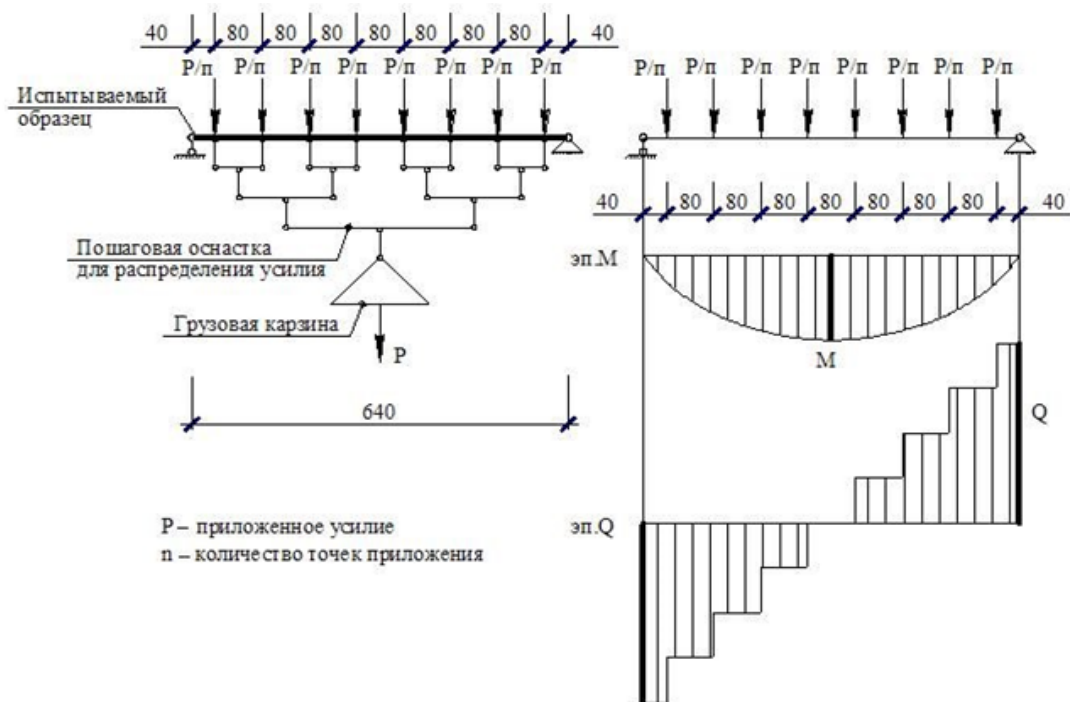 40 80 80 80 80 80 80 80 40
Р/п Р/п Р/п Р/п Р/п Р/п Р/п Р/п
Испытываемый
образец
Пошаговая оснастка
для распределения усилия
Грузовая карзина
Р
640
Р – приложенное усилие
n – количество точек приложения
Р/п Р/п Р/п Р/п Р/п Р/п Р/п Р/п
40 80 80 80 80 80 80 80 40
эп.М
М
Q
эп.Q